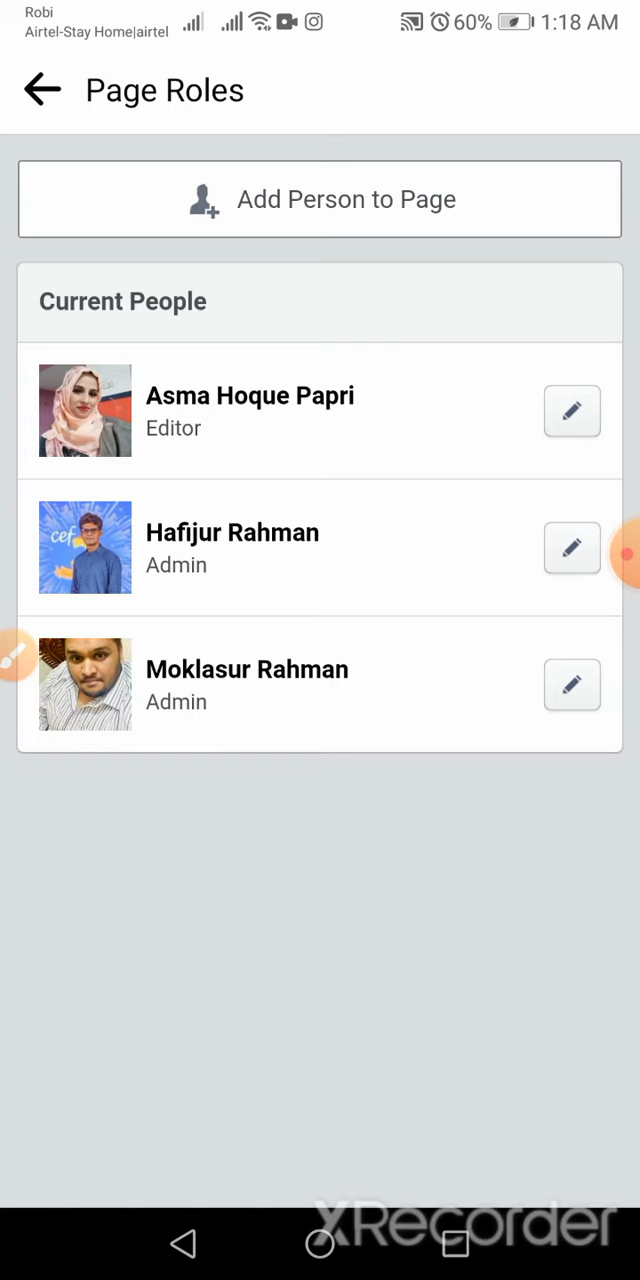 Robi
Airtel-Stay Home|airtel
60% 1:18 AM
Page Roles
Add Person to Page
Current People
Asma Hoque Papri
Editor
cef
Hafijur Rahman
Admin
Moklasur Rahman
Admin
XRecorder